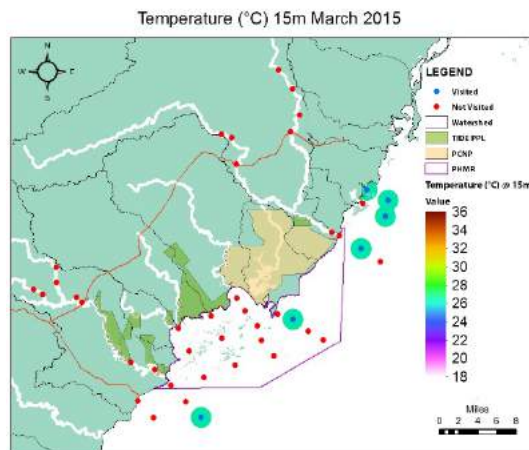 Temperature (°C) 15m March 2015
N
W E
S
LEGEND
Visited
Not Visited
Watershed
TIDE PPL
PCNP
PHMR
Temperature (°C) @ 15m
Value
36
34
32
30
28
26
24
22
20
18
Miles
0 1 2 4 6 8